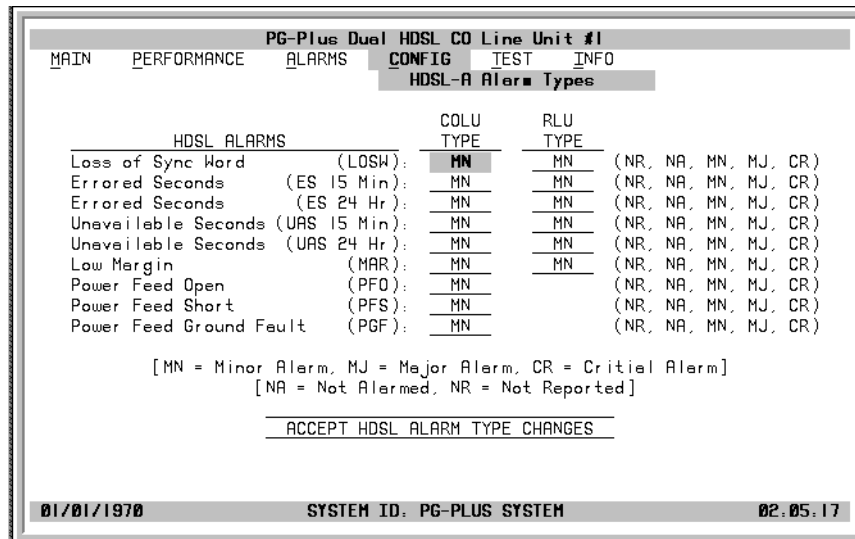 PG-Plus Dual HDSL CO Line Unit #1
MAIN PERFORMANCE ALARMS CONFIG TEST INFO
HDSL-A Alarm Types
COLU RLU
HDSL ALARMS TYPE TYPE
Loss of Sync Word (LOSW): MN MN (NR, NA, MN, MJ, CR)
Errored Seconds (ES 15 Min): MN MN (NR, NA, MN, MJ, CR)
Errored Seconds (ES 24 Hr): MN MN (NR, NA, MN, MJ, CR)
Unavailable Seconds (UAS 15 Min): MN MN (NR, NA, MN, MJ, CR)
Unavailable Seconds (UAS 24 Hr): MN MN (NR, NA, MN, MJ, CR)
Low Margin (MAR): MN MN (NR, NA, MN, MJ, CR)
Power Feed Open (PFO): MN (NR, NA, MN, MJ, CR)
Power Feed Short (PFS): MN (NR, NA, MN, MJ, CR)
Power Feed Ground Fault (PGF): MN (NR, NA, MN, MJ, CR)
[MN = Minor Alarm, MJ = Major Alarm, CR = Critial Alarm]
[NA = Not Alarmed, NR = Not Reported]
ACCEPT HDSL ALARM TYPE CHANGES
01/01/1970 SYSTEM ID: PG-PLUS SYSTEM 02:05:17